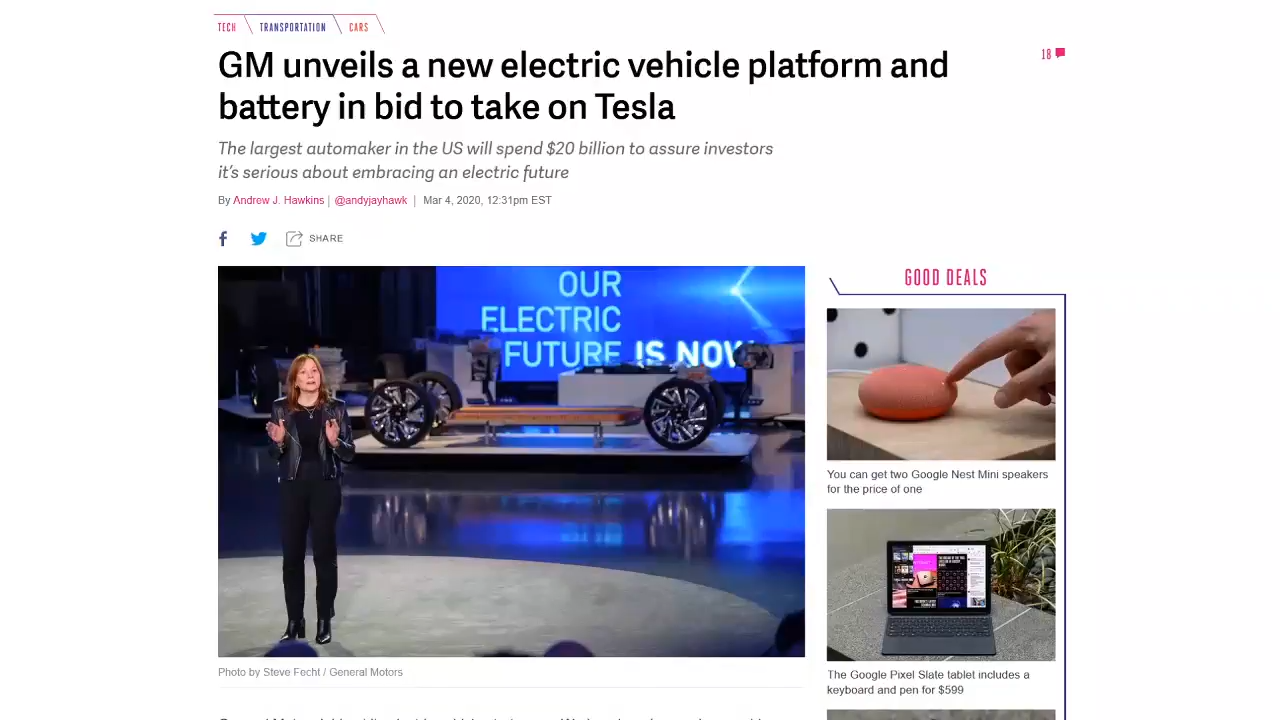 TECH
TRANSPORTATION
CARS
GM unveils a new electric vehicle platform and
battery in bid to take on Tesla
18
The largest automaker in the US will spend $20 billion to assure investors
it's serious about embracing an electric future
By Andrew J. Hawkins | @andyjayhawk | Mar 4, 2020, 12:31pm EST
SHARE
OUR
ELECTRIC
FUTURE IS NOW
Photo by Steve Fecht / General Motors
GOOD DEALS
You can get two Google Nest Mini speakers
for the price of one
The Google Pixel Slate tablet includes a
keyboard and pen for $599